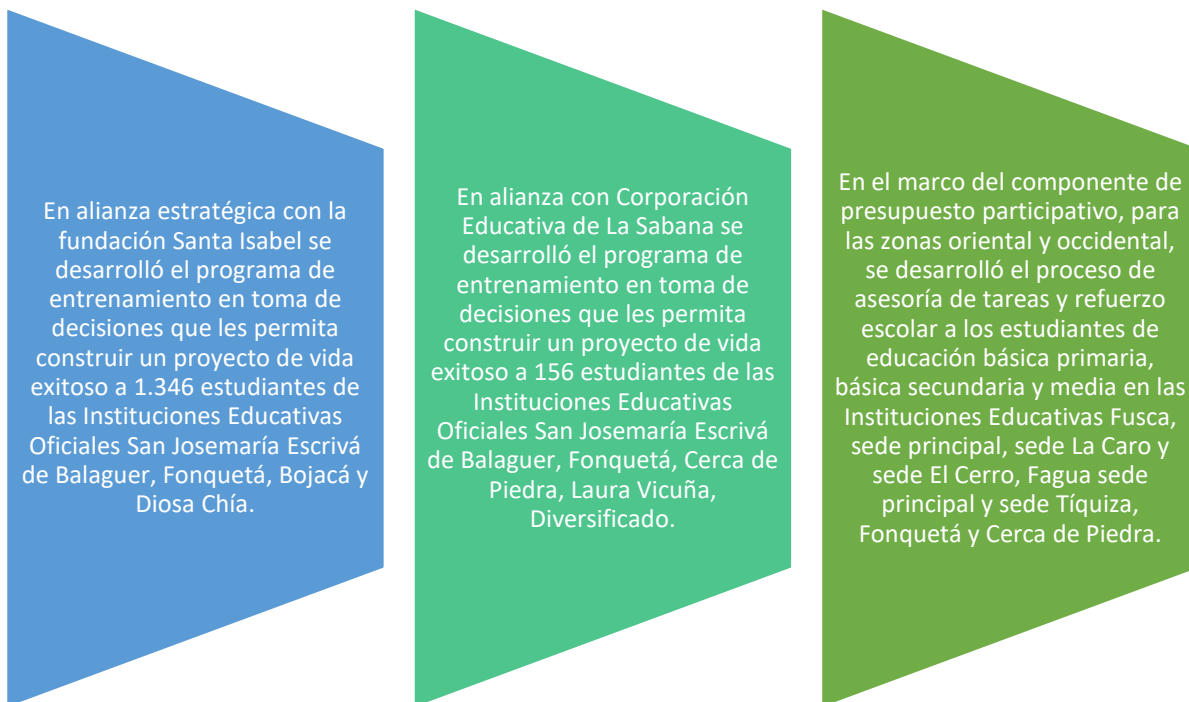 En alianza estratégica con la
fundación Santa Isabel se
desarrolló el programa de
entrenamiento en toma de
decisiones que les permita
construir un proyecto de vida
exitoso a 1.346 estudiantes de
las Instituciones Educativas
Oficiales San Josemaría Escrivá
de Balaguer, Fonquetá, Bojacá y
Diosa Chía.
En alianza con Corporación
Educativa de La Sabana se
desarrolló el programa de
entrenamiento en toma de
decisiones que les permita
construir un proyecto de vida
exitoso a 156 estudiantes de las
Instituciones Educativas
Oficiales San Josemaría Escrivá
de Balaguer, Fonquetá, Cerca de
Piedra, Laura Vicuña,
Diversificado.
En el marco del componente de
presupuesto participativo, para
las zonas oriental y occidental,
se desarrolló el proceso de
asesoría de tareas y refuerzo
escolar a los estudiantes de
educación básica primaria,
básica secundaria y media en las
Instituciones Educativas Fusca,
sede principal, sede La Caro y
sede El Cerro, Fagua sede
principal y sede Tíquiza,
Fonquetá y Cerca de Piedra.